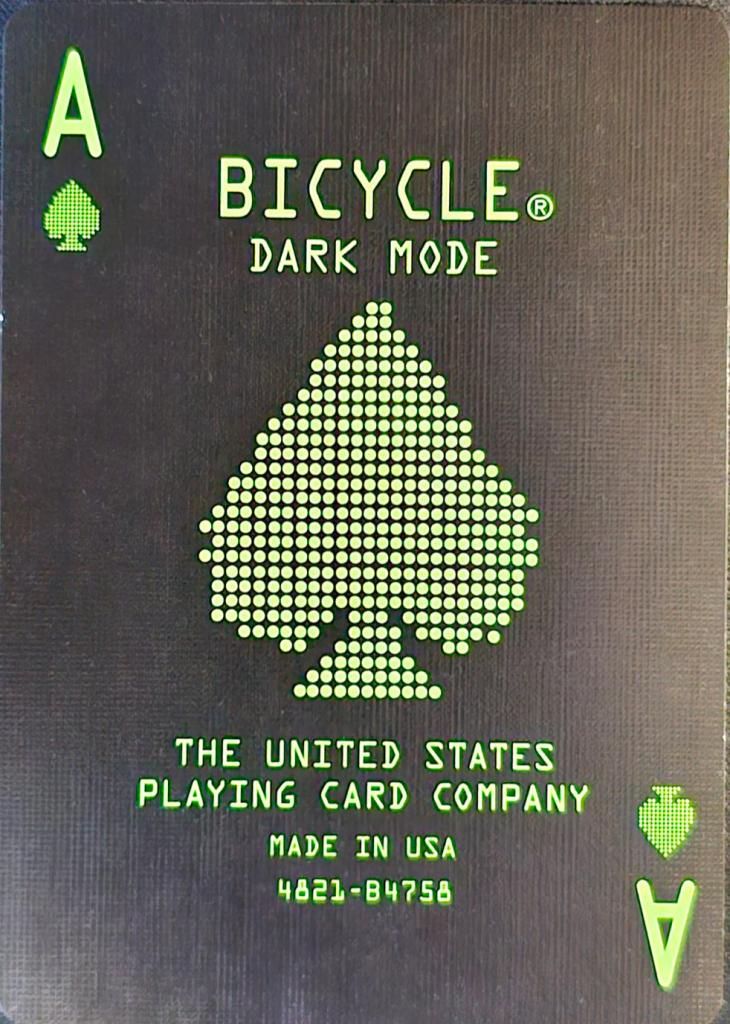 A
BICYCLE®
DARK MODE
THE UNITED STATES
PLAYING CARD COMPANY
MADE IN USA
4821-B4758
A